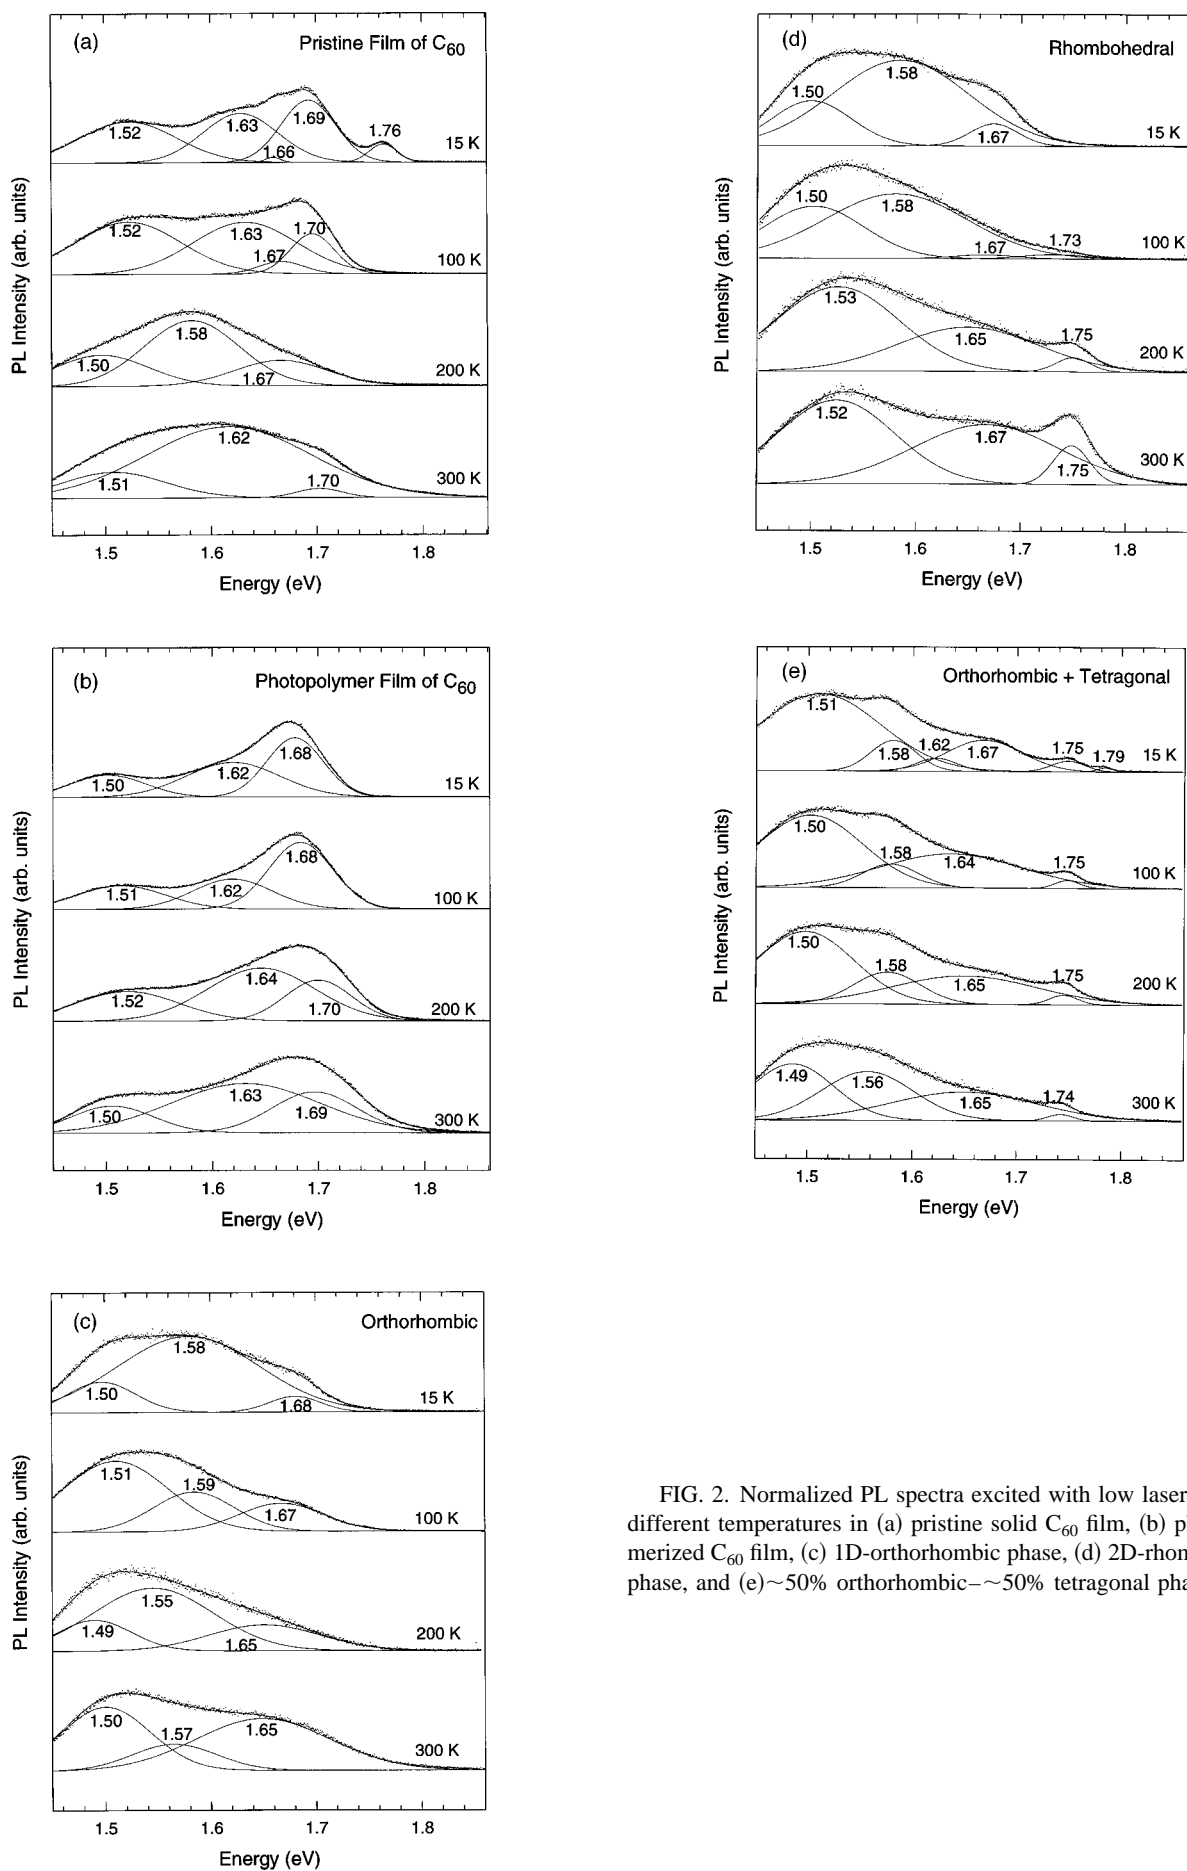 (a)
Pristine Film of C60
1.52
1.63
1.66
1.69
1.76
15 K
1.52
1.63
1.67
1.70
100 K
1.50
1.58
1.67
200 K
1.51
1.62
1.70
300 K
PL Intensity (arb. units)
1.5 1.6 1.7 1.8
Energy (eV)
(d)
Rhombohedral
1.50
1.58
1.67
15 K
1.50
1.58
1.67
1.73
100 K
1.53
1.65
1.75
200 K
1.52
1.67
1.75
300 K
PL Intensity (arb. units)
1.5 1.6 1.7 1.8
Energy (eV)
(b)
Photopolymer Film of C60
1.50
1.62
1.68
15 K
1.51
1.62
1.68
100 K
1.52
1.64
1.70
200 K
1.50
1.63
1.69
300 K
PL Intensity (arb. units)
1.5 1.6 1.7 1.8
Energy (eV)
(e)
Orthorhombic + Tetragonal
1.51
1.58
1.62
1.67
1.75
1.79
15 K
1.50
1.58
1.64
1.75
100 K
1.50
1.58
1.65
1.75
200 K
1.49
1.56
1.65
1.74
300 K
PL Intensity (arb. units)
1.5 1.6 1.7 1.8
Energy (eV)
(c)
Orthorhombic
1.50
1.58
1.68
15 K
1.51
1.59
1.67
100 K
1.49
1.55
1.65
200 K
1.50
1.57
1.65
300 K
PL Intensity (arb. units)
1.5 1.6 1.7 1.8
Energy (eV)
FIG. 2. Normalized PL spectra excited with low laser
different temperatures in (a) pristine solid C60 film, (b) p
merized C60 film, (c) 1D-orthorhombic phase, (d) 2D-rhom
phase, and (e)~50% orthorhombic–~50% tetragonal pha